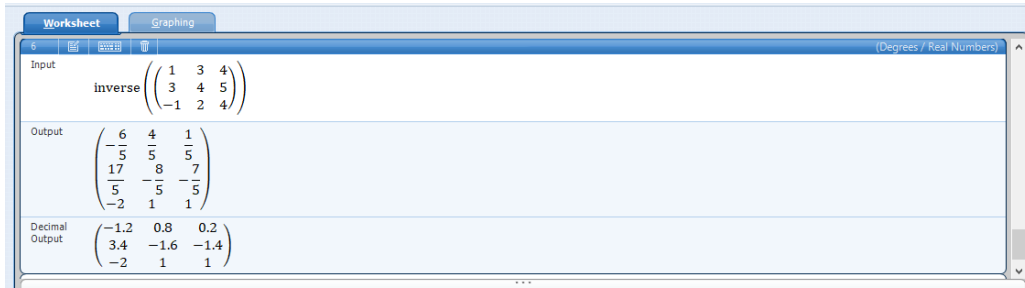 Worksheet Graphing
6 (Degrees / Real Numbers)
Input
inverse((1 3 4
3 4 5
−1 2 4))
Output
−6/5 4/5 1/5
17/5 −8/5 −7/5
−2 1 1
Decimal
Output
−1.2 0.8 0.2
3.4 −1.6 −1.4
−2 1 1